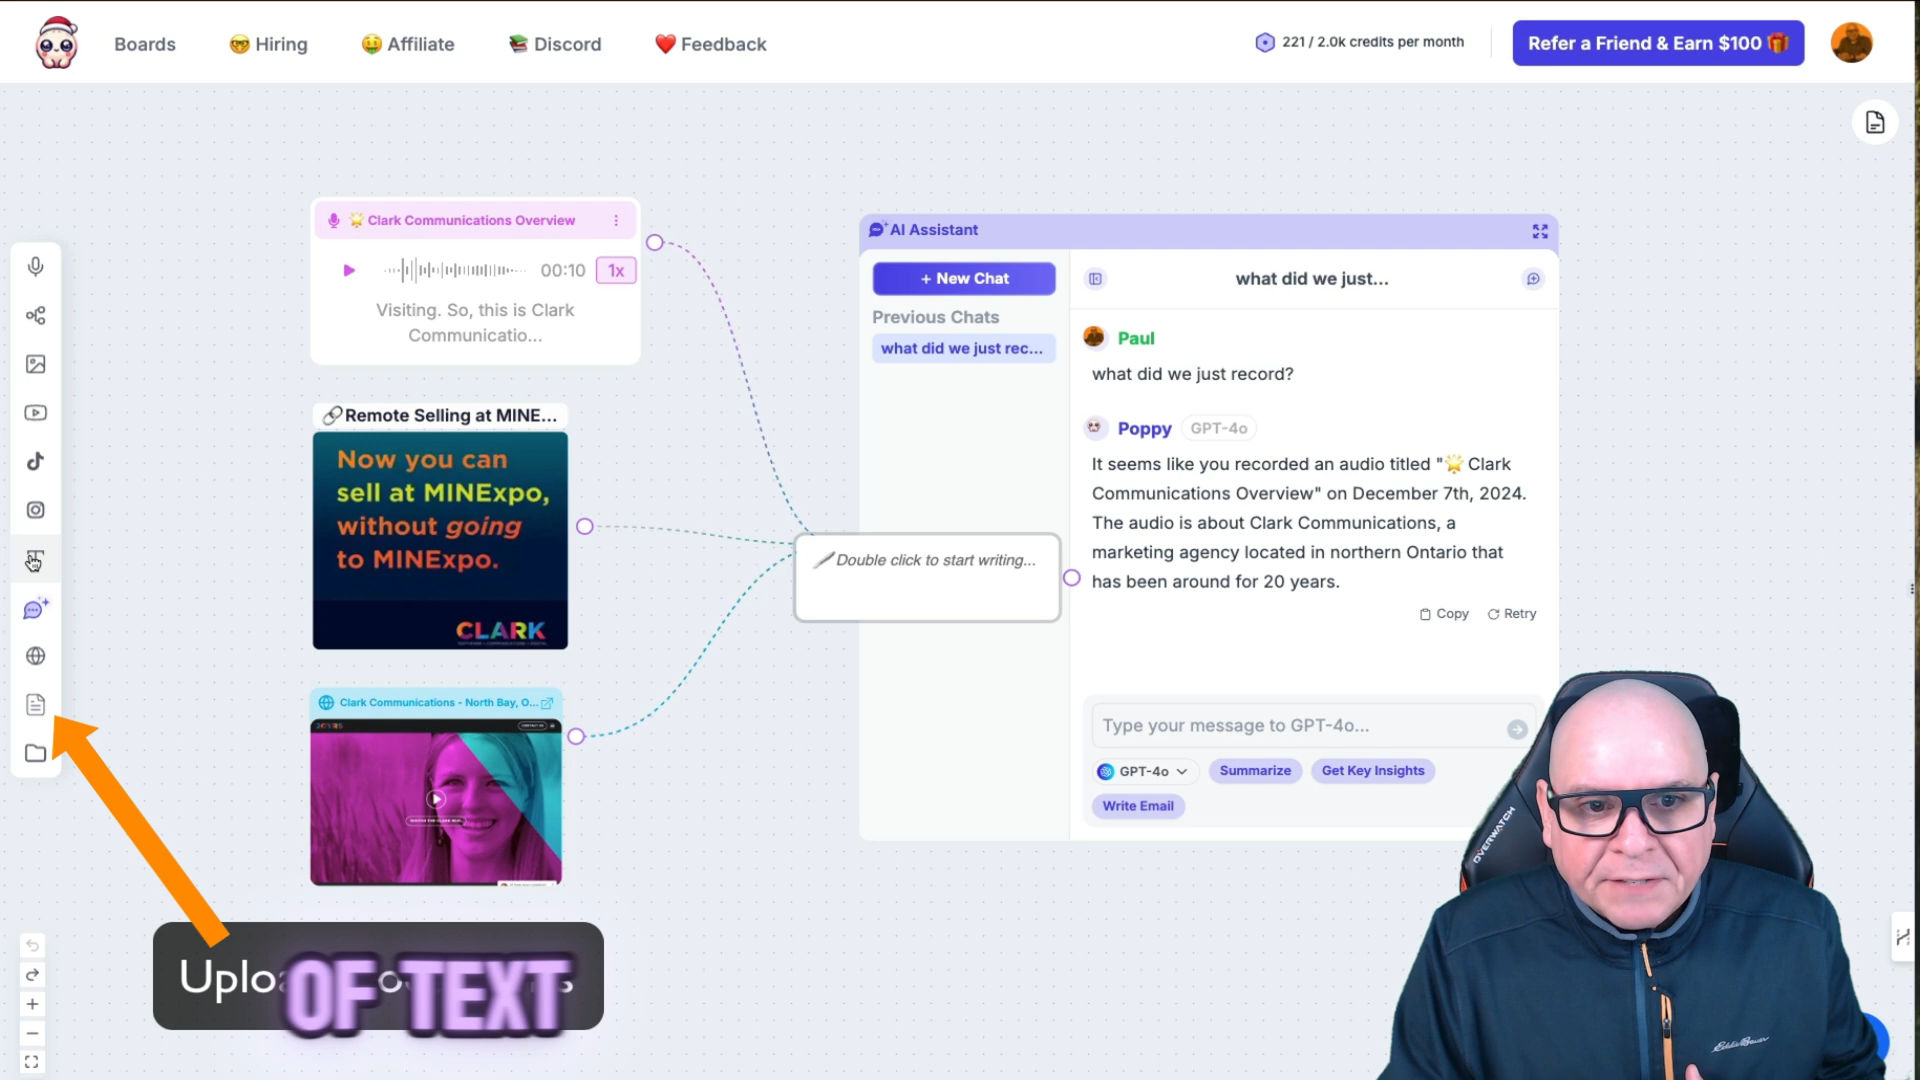 Boards
🤓 Hiring
🤑 Affiliate
📚 Discord
❤️ Feedback
221 / 2.0k credits per month
Refer a Friend & Earn $100 🎁
🌟 Clark Communications Overview
00:10
1x
Visiting. So, this is Clark
Communicatio...
Remote Selling at MINE...
Now you can
sell at MINExpo,
without going
to MINExpo.
CLARK
Clark Communications - North Bay, O...
Double click to start writing...
AI Assistant
+ New Chat
Previous Chats
what did we just rec...
what did we just...
Paul
what did we just record?
Poppy
GPT-4o
It seems like you recorded an audio titled "🌟 Clark
Communications Overview" on December 7th, 2024.
The audio is about Clark Communications, a
marketing agency located in northern Ontario that
has been around for 20 years.
Copy
Retry
Type your message to GPT-4o...
GPT-4o
Summarize
Get Key Insights
Write Email
OVERWATCH
Eddie Bauer
OF TEXT